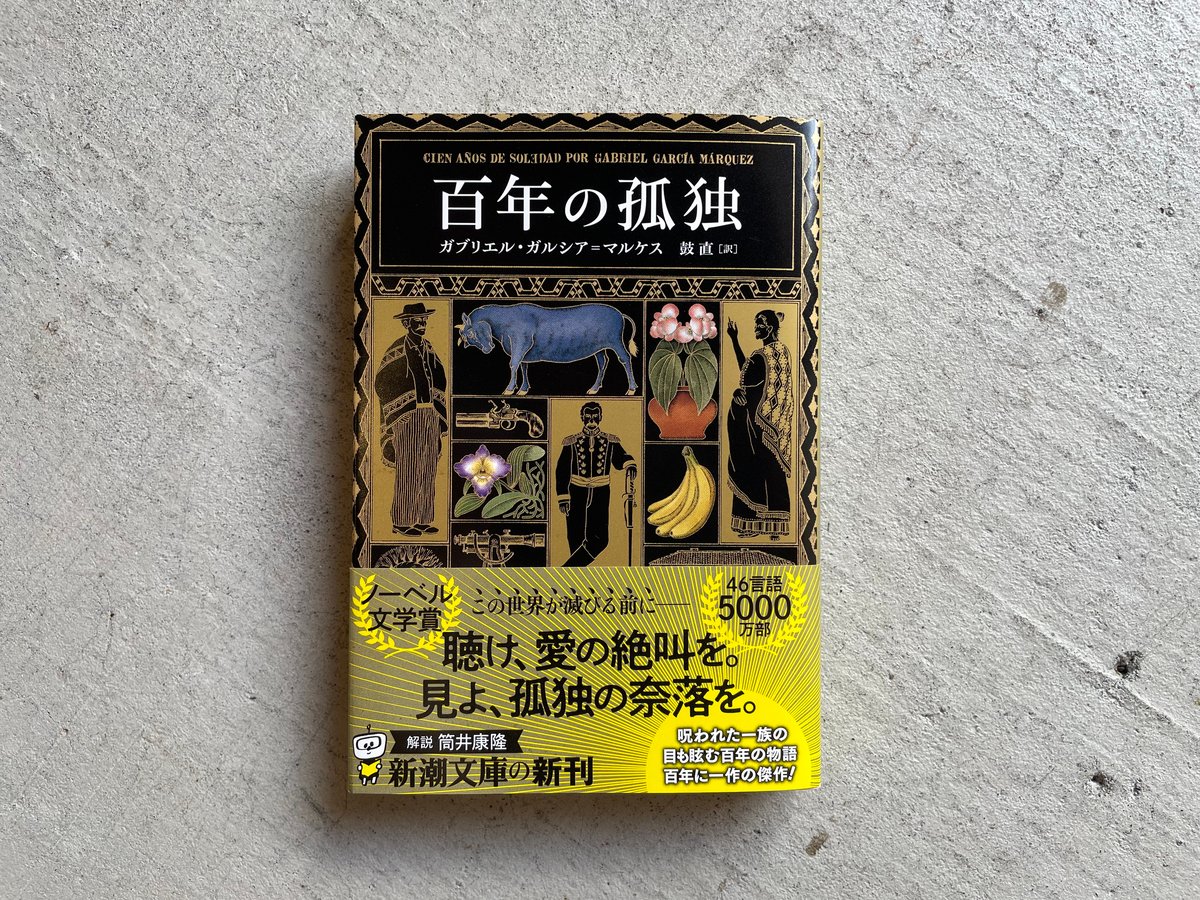 CIEN AÑOS DE SOLEDAD POR GABRIEL GARCÍA MÁRQUEZ
百年の孤独
ガブリエル・ガルシア=マルケス 鼓 直[訳]
ノーベル
文学賞
この世界が滅びる前に――
46言語
5000
万部
聴け、愛の絶叫を。
見よ、孤独の奈落を。
解説 筒井康隆
新潮文庫の新刊
呪われた一族の
目も眩む百年の物語
百年に一作の傑作!